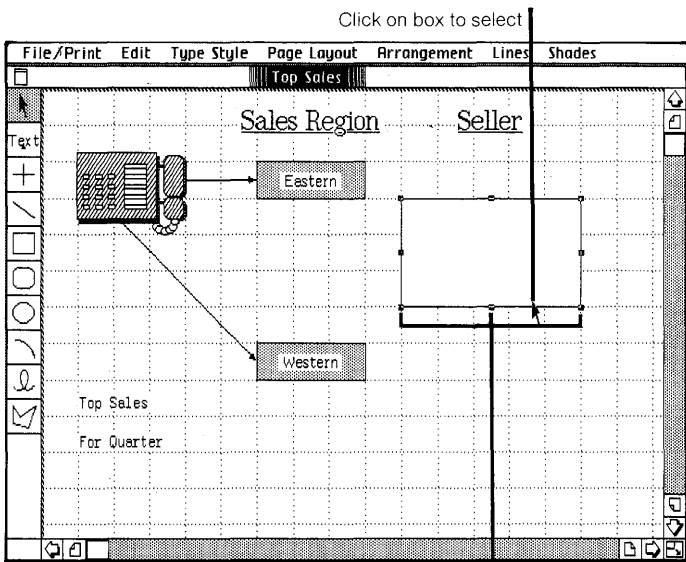 Click on box to select
File/Print Edit Type Style Page Layout Arrangement Lines Shades
Top Sales
Text
Sales Region Seller
Eastern
Western
Top Sales
For Quarter